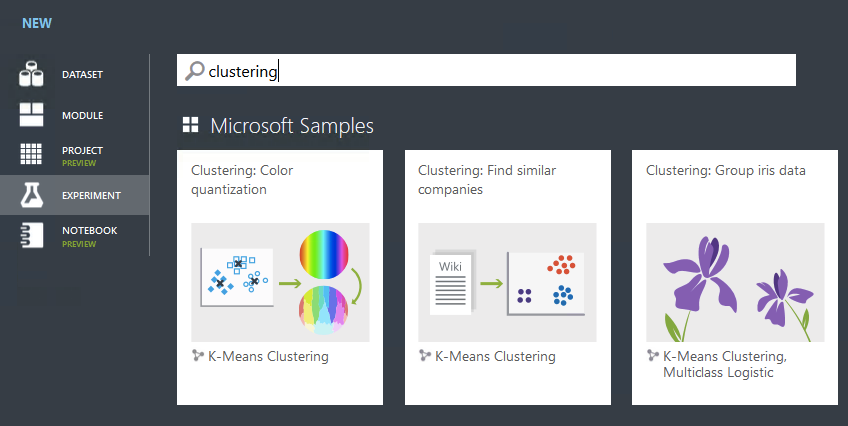 NEW
DATASET
MODULE
PROJECT
PREVIEW
EXPERIMENT
NOTEBOOK
PREVIEW
clustering
Microsoft Samples
Clustering: Color
quantization
K-Means Clustering
Clustering: Find similar
companies
Wiki
K-Means Clustering
Clustering: Group iris data
K-Means Clustering,
Multiclass Logistic